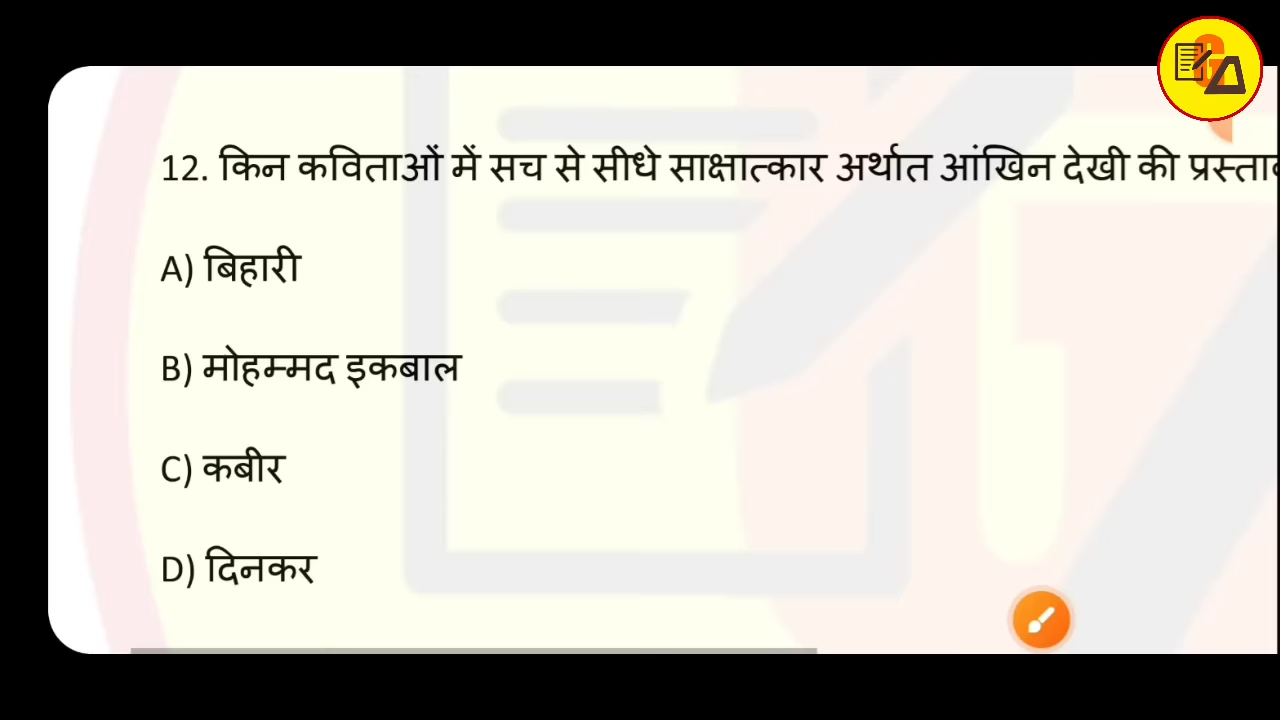 12. किन कविताओं में सच से सीधे साक्षात्कार अर्थात आंखिन देखी की
A) बिहारी
B) मोहम्मद इकबाल
C) कबीर
D) दिनकर